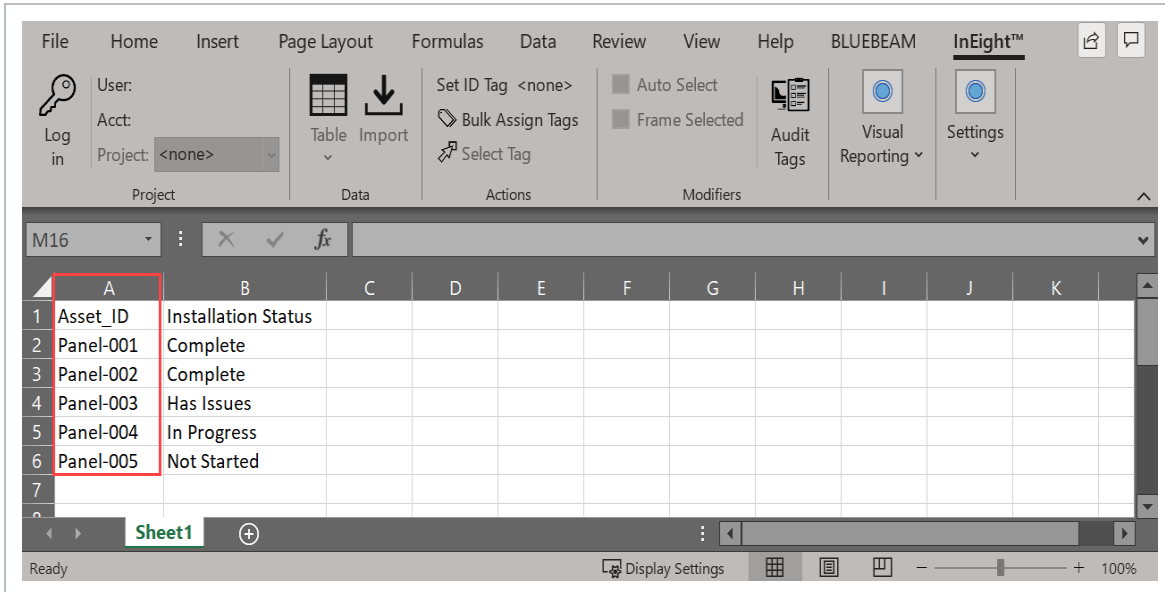 File Home Insert Page Layout Formulas Data Review View Help BLUEBEAM InEight™
Log in
User:
Acct:
Project: <none>
Project
Table Import
Data
Set ID Tag <none>
Bulk Assign Tags
Select Tag
Actions
Auto Select
Frame Selected
Audit Tags
Modifiers
Visual Reporting
Settings
M16 fx
A B C D E F G H I J K
1 Asset_ID Installation Status
2 Panel-001 Complete
3 Panel-002 Complete
4 Panel-003 Has Issues
5 Panel-004 In Progress
6 Panel-005 Not Started
7
Sheet1
Ready Display Settings 100%